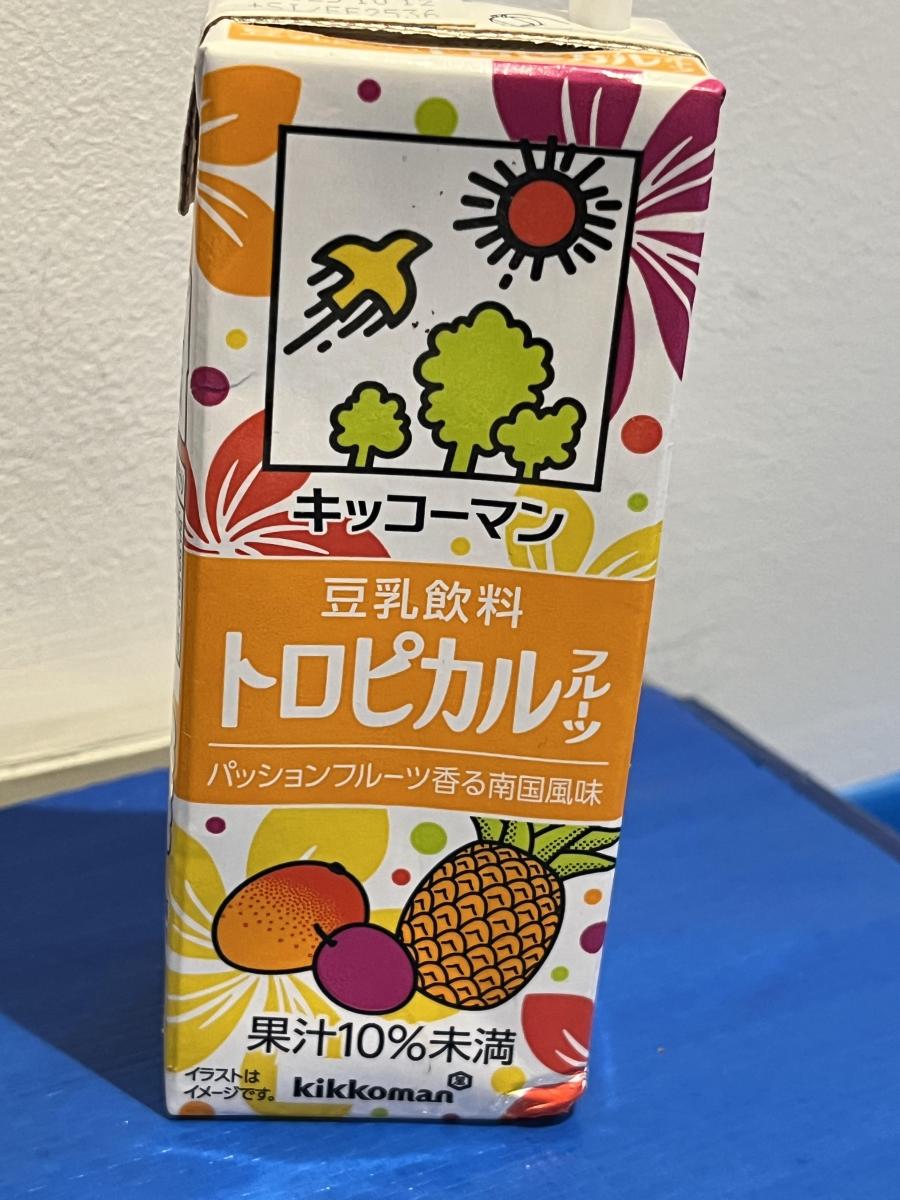 キッコーマン
豆乳飲料
トロピカルフルーツ
パッションフルーツ香る南国風味
果汁10%未満
イラストは
イメージです。
kikkoman